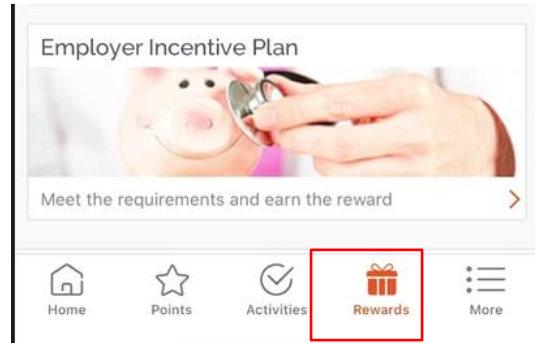 Employer Incentive Plan
Meet the requirements and earn the reward
Home Points Activities Rewards More